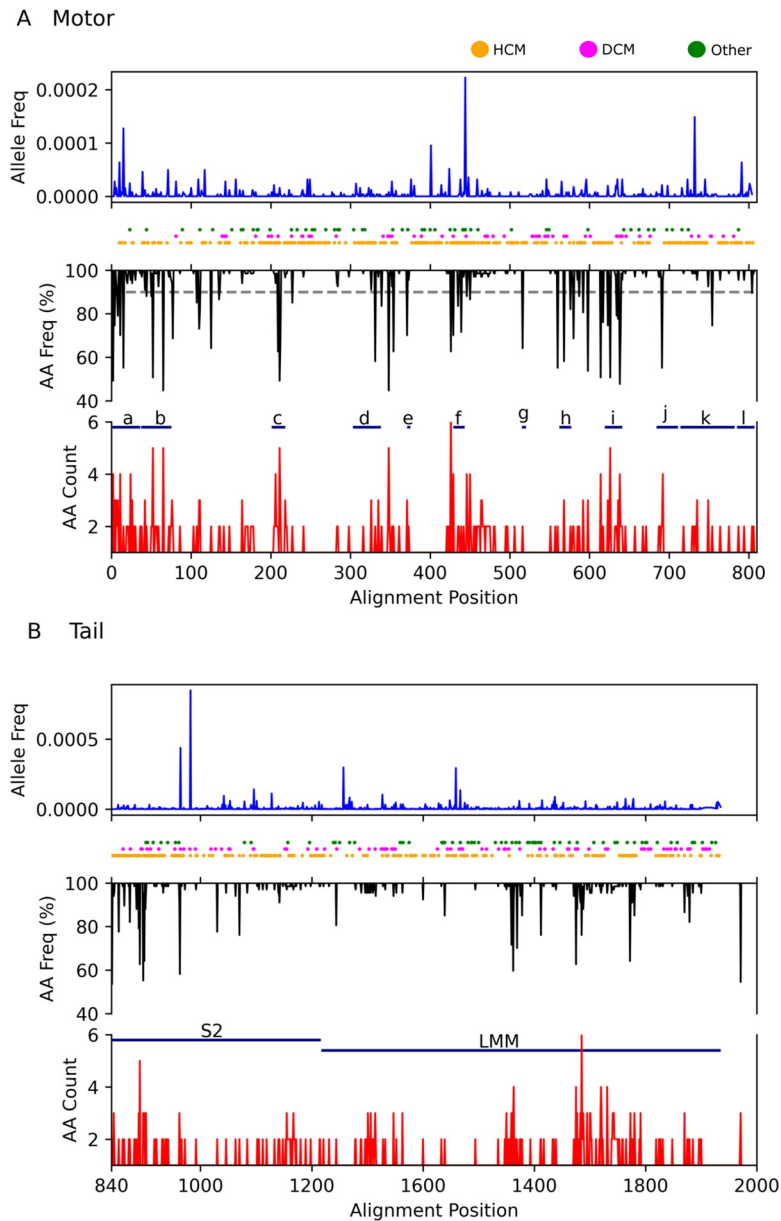 A Motor
HCM DCM Other
Allele Freq
0.0002
0.0001
0.0000
AA Freq (%)
100
80
60
40
a b c d e f g h i j k l
AA Count
6
4
2
0 100 200 300 400 500 600 700 800
Alignment Position
B Tail
Allele Freq
0.0005
0.0000
AA Freq (%)
100
80
60
40
S2
LMM
AA Count
6
4
2
840 1000 1200 1600 1400 1800 2000
Alignment Position